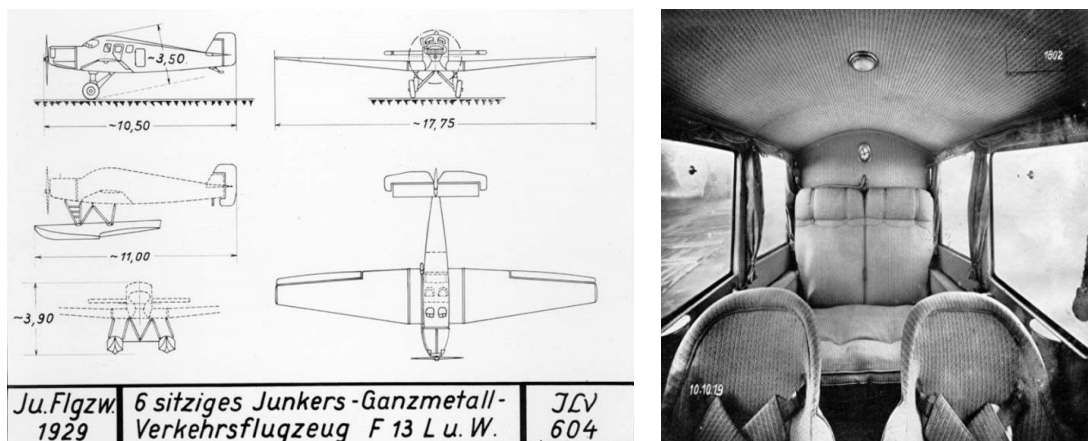 ~3,50
~10,50
~17,75
~11,00
~3,90
Ju.Flgzw.
1929
6 sitziges Junkers-Ganzmetall-
Verkehrsflugzeug F 13 L u. W.
JLV
604
1802
10.10.19